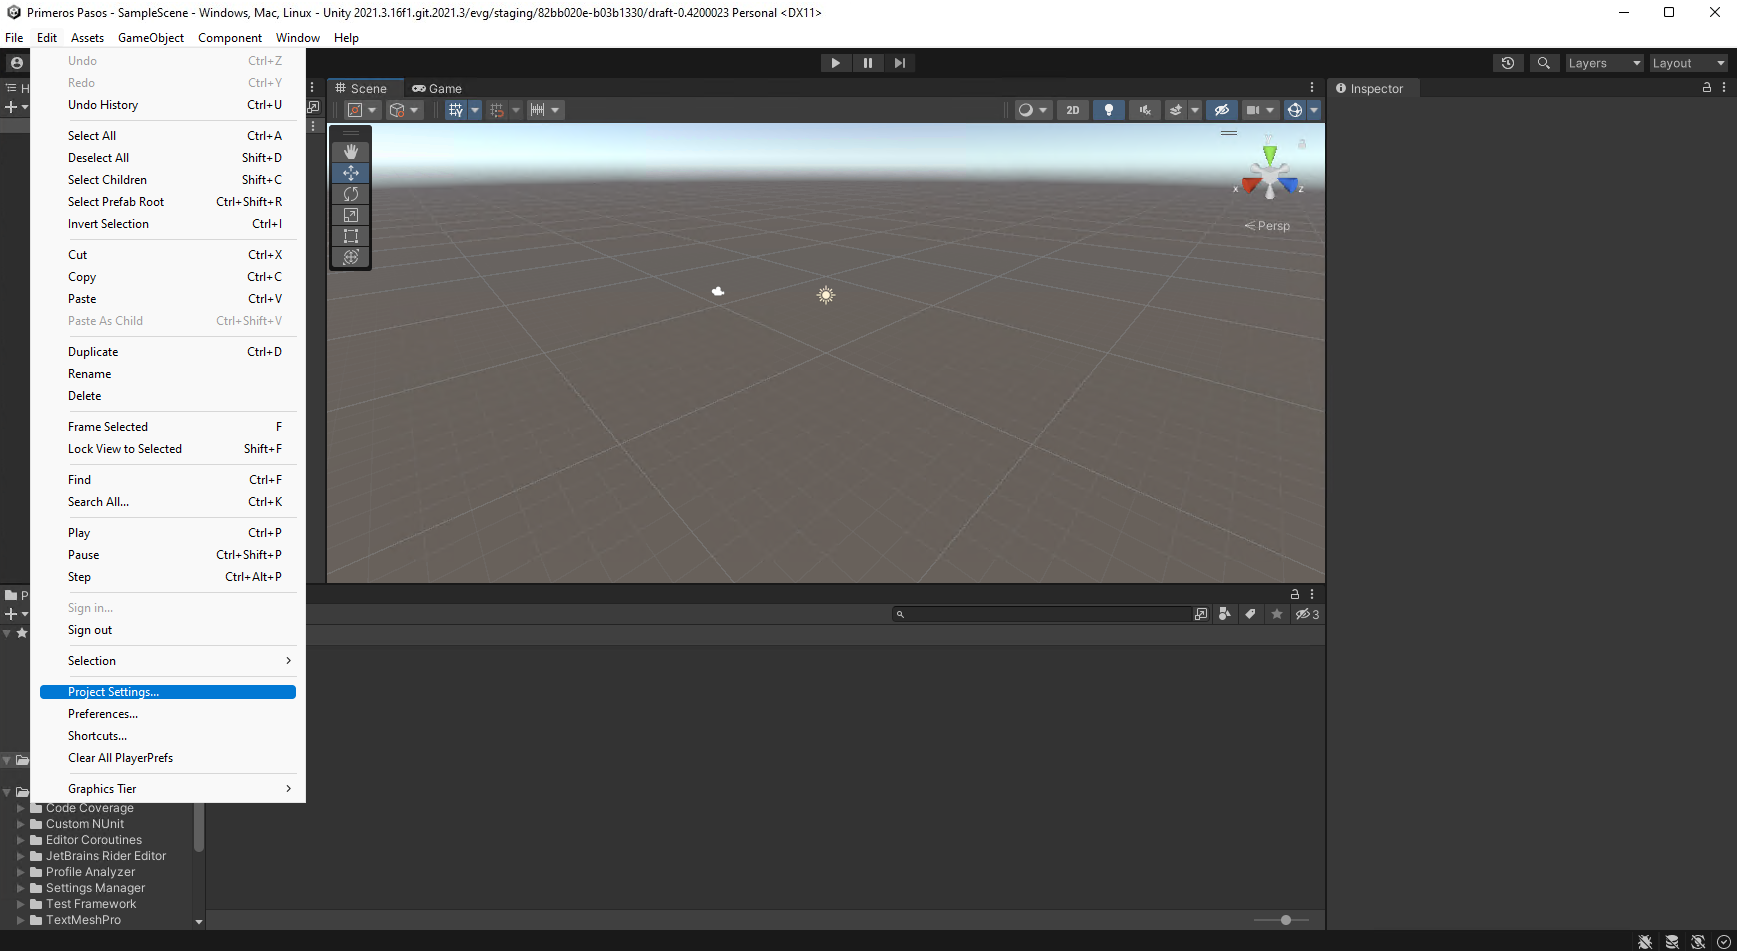 Primeros Pasos - SampleScene - Windows, Mac, Linux - Unity 2021.3.16f1.git.2021.3/evg/staging/82bb020e-b03b1330/draft-0.4200023 Personal <DX11>
File Edit Assets GameObject Component Window Help
Layers Layout
Undo Ctrl+Z
Redo Ctrl+Y
Undo History Ctrl+U
Select All Ctrl+A
Deselect All Shift+D
Select Children Shift+C
Select Prefab Root Ctrl+Shift+R
Invert Selection Ctrl+I
Cut Ctrl+X
Copy Ctrl+C
Paste Ctrl+V
Paste As Child Ctrl+Shift+V
Duplicate Ctrl+D
Rename
Delete
Frame Selected F
Lock View to Selected Shift+F
Find Ctrl+F
Search All... Ctrl+K
Play Ctrl+P
Pause Ctrl+Shift+P
Step Ctrl+Alt+P
Sign in...
Sign out
Selection
Project Settings...
Preferences...
Shortcuts...
Clear All PlayerPrefs
Graphics Tier
H
Scene Game
2D
y
x z
Persp
Inspector
P
3
Code Coverage
Custom NUnit
Editor Coroutines
JetBrains Rider Editor
Profile Analyzer
Settings Manager
Test Framework
TextMeshPro